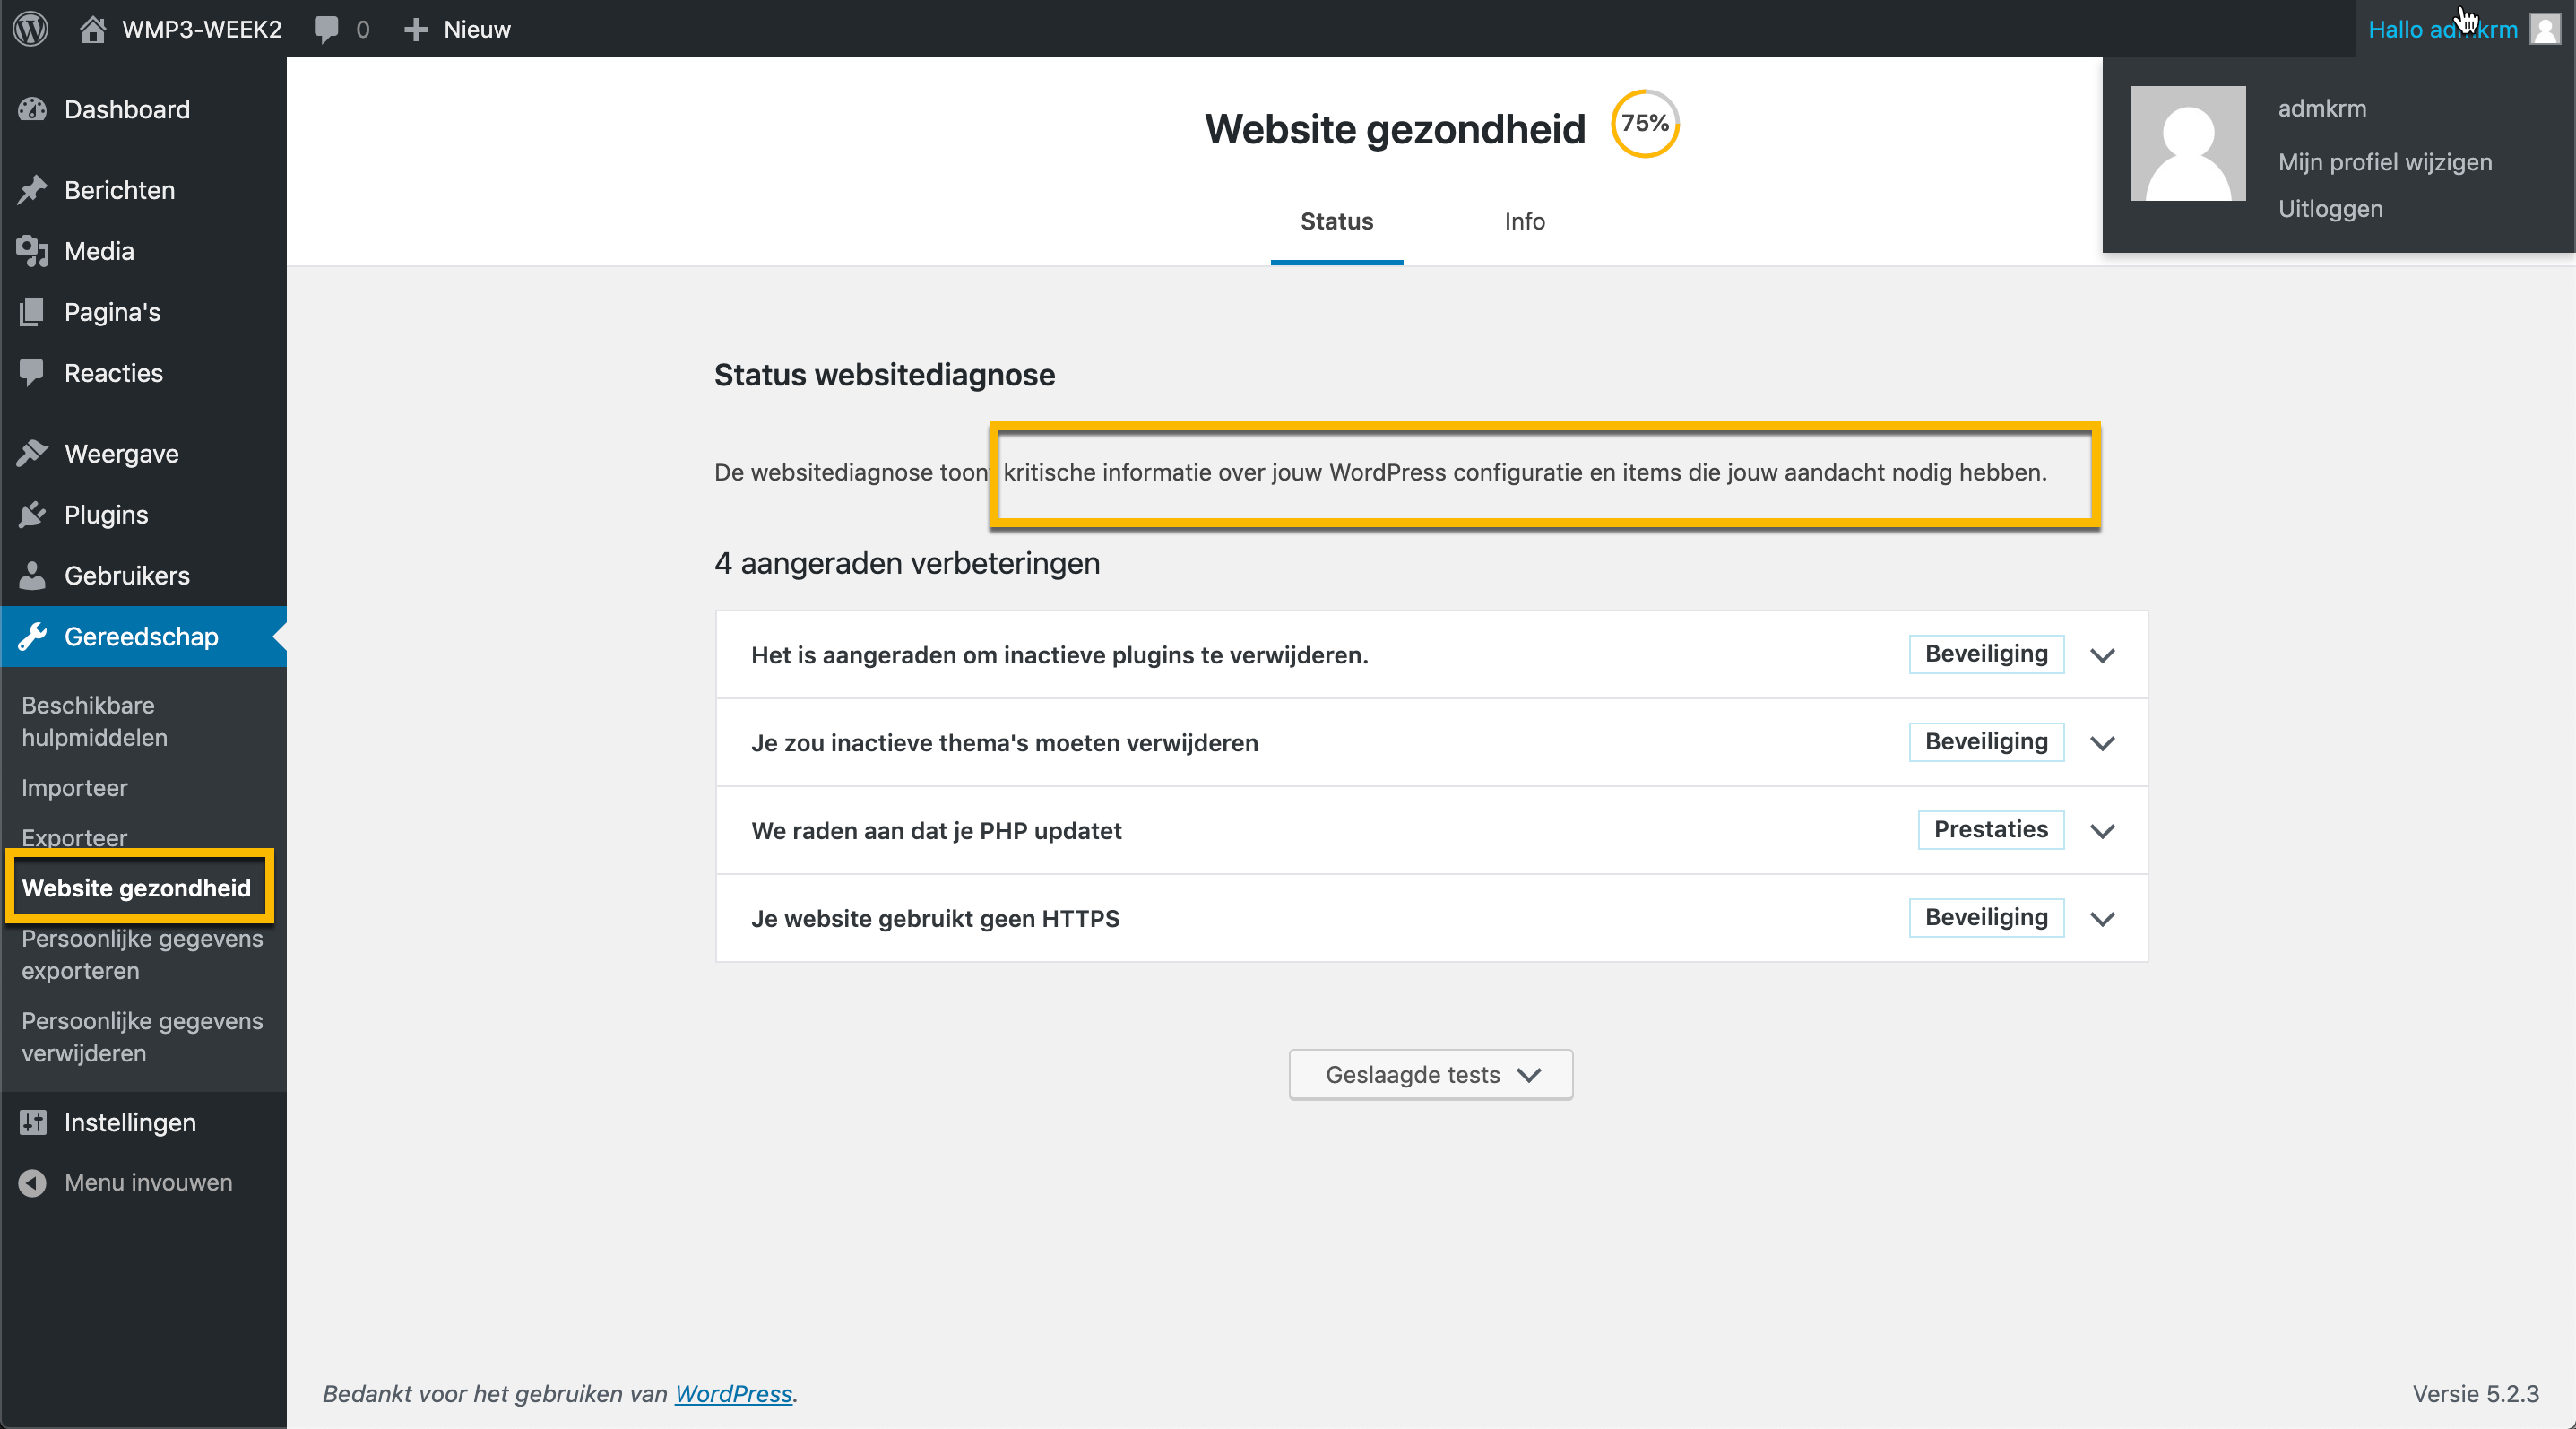 WMP3-WEEK2 0 Nieuw
Hallo admkrm
admkrm
Mijn profiel wijzigen
Uitloggen
Dashboard
Berichten
Media
Pagina's
Reacties
Weergave
Plugins
Gebruikers
Gereedschap
Beschikbare
hulpmiddelen
Importeer
Exporteer
Website gezondheid
Persoonlijke gegevens
exporteren
Persoonlijke gegevens
verwijderen
Instellingen
Menu invouwen
Website gezondheid 75%
Status Info
Status websitediagnose
De websitediagnose toont kritische informatie over jouw WordPress configuratie en items die jouw aandacht nodig hebben.
4 aangeraden verbeteringen
Het is aangeraden om inactieve plugins te verwijderen. Beveiliging
Je zou inactieve thema's moeten verwijderen Beveiliging
We raden aan dat je PHP updatet Prestaties
Je website gebruikt geen HTTPS Beveiliging
Geslaagde tests
Bedankt voor het gebruiken van WordPress.
Versie 5.2.3